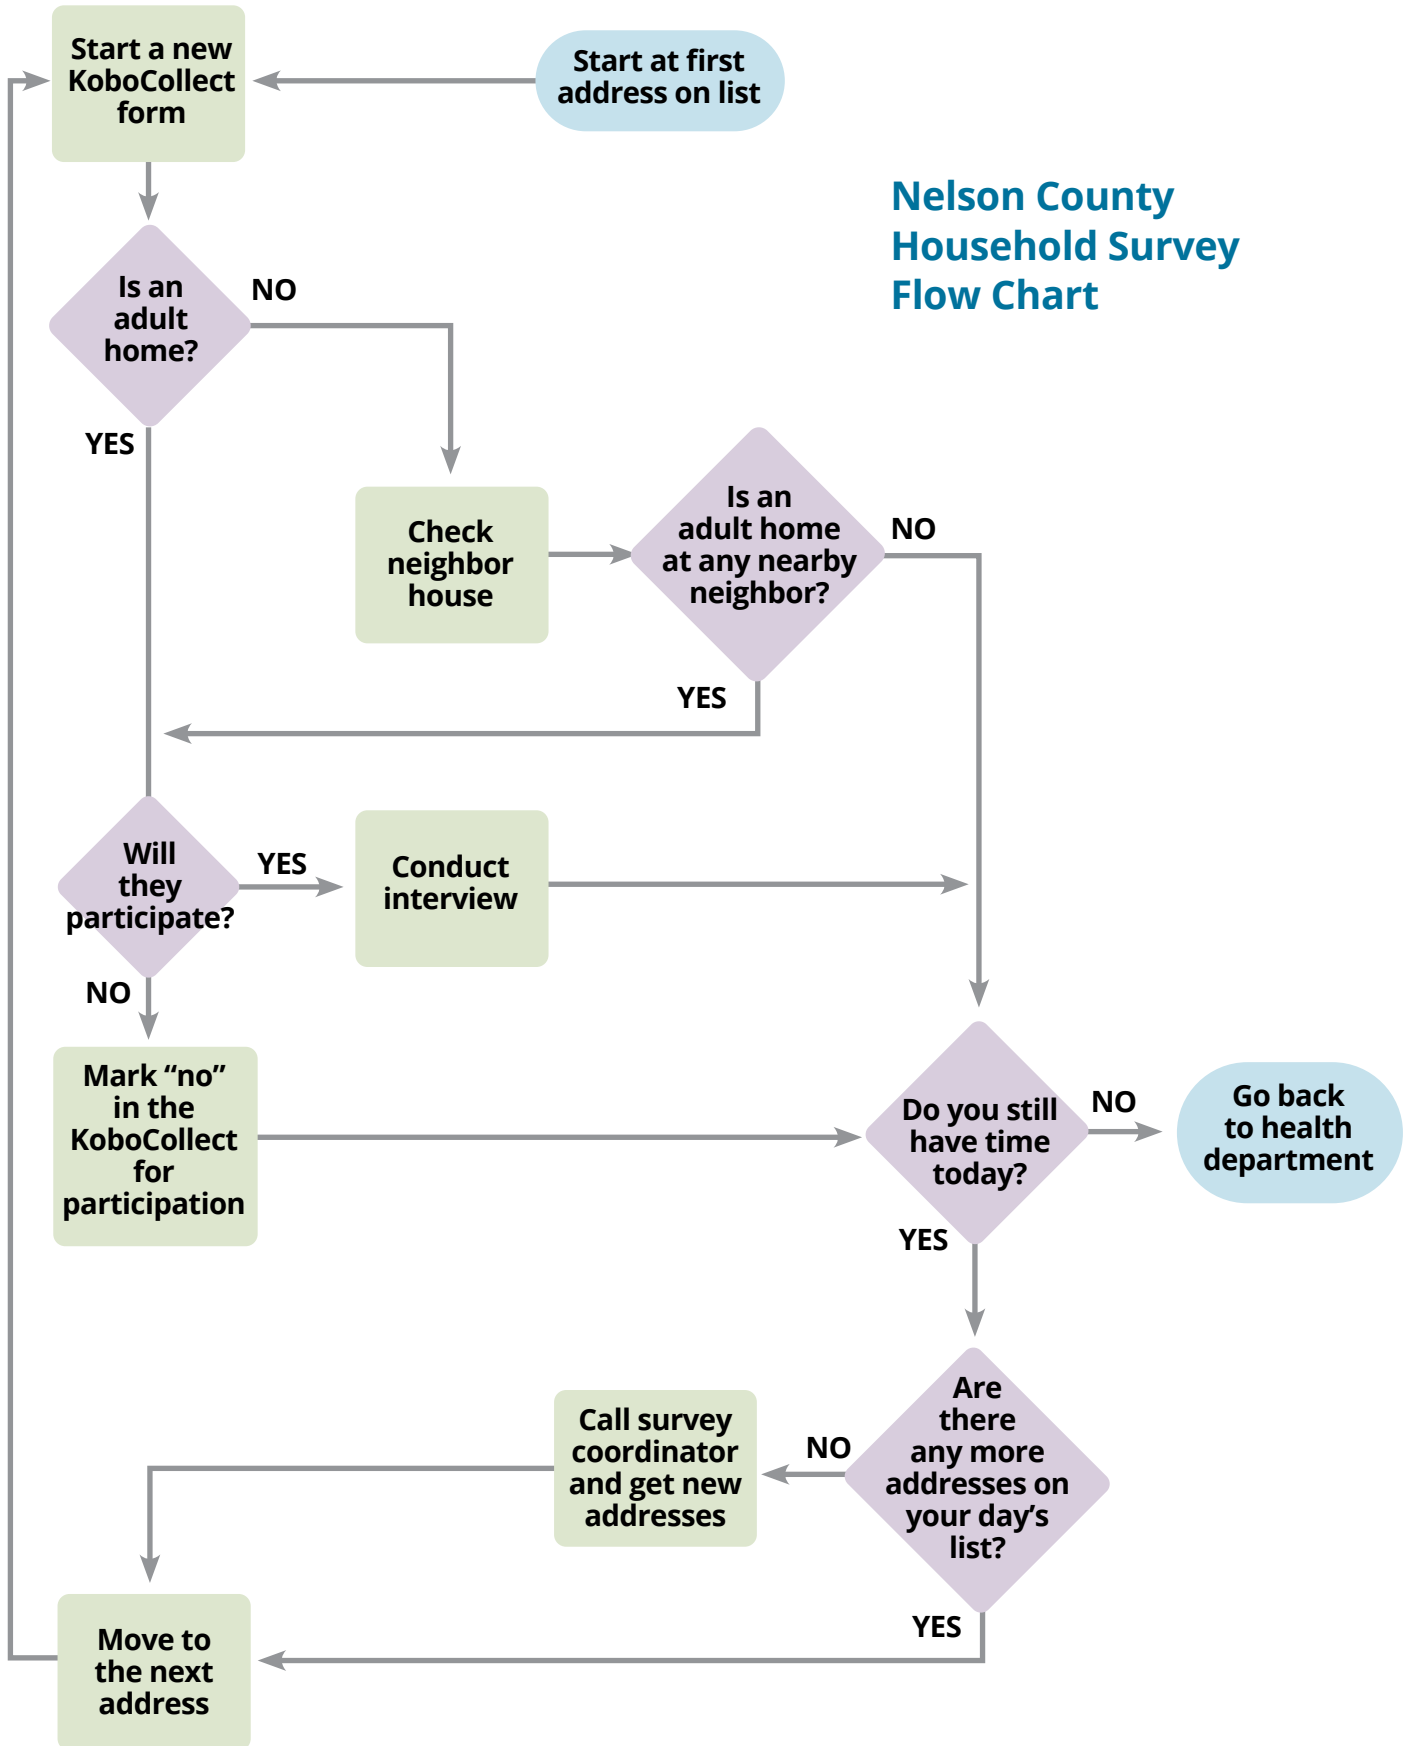 Start a new
KoboCollect
form
Start at first
address on list
Nelson County
Household Survey
Flow Chart
Is an
adult
home?
NO
YES
Check
neighbor
house
Is an
adult home
at any nearby
neighbor?
NO
YES
Will
they
participate?
YES
Conduct
interview
NO
Mark “no”
in the
KoboCollect
for
participation
Do you still
have time
today?
NO
Go back
to health
department
YES
Are
there
any more
addresses on
your day’s
list?
NO
Call survey
coordinator
and get new
addresses
YES
Move to
the next
address